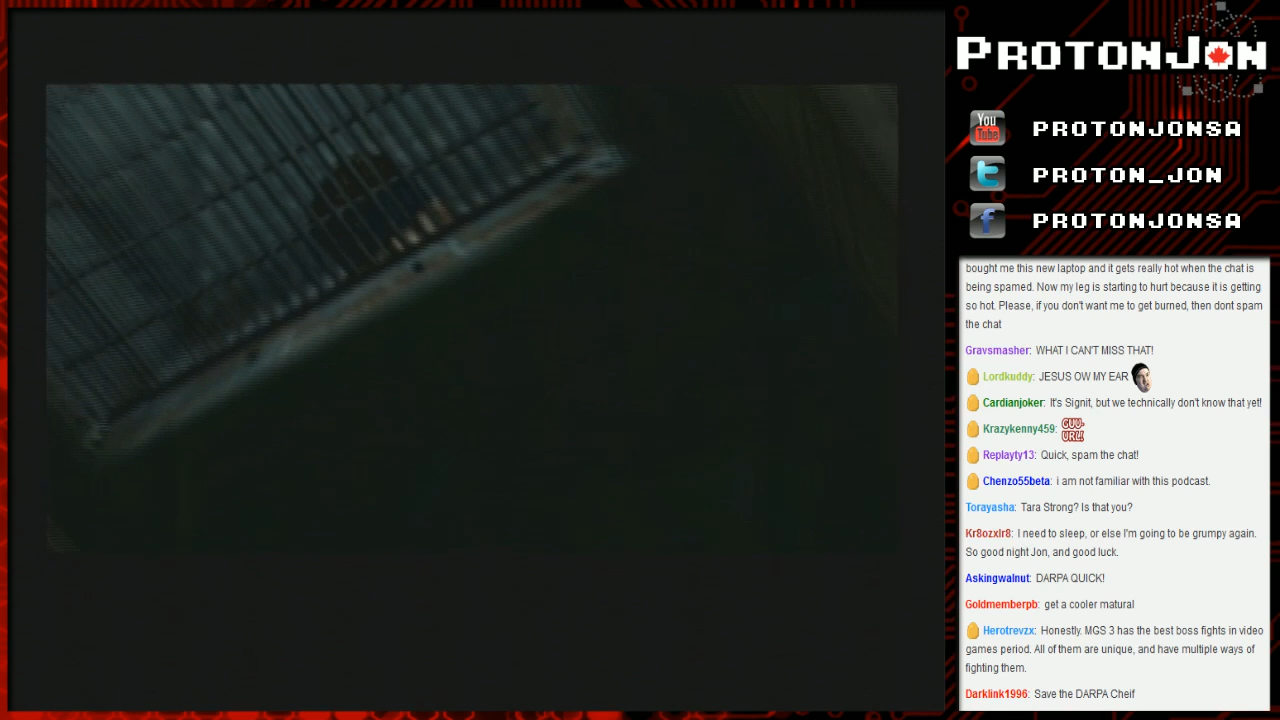 PROTONJON
You
Tube
PROTONJONSA
PROTON_JON
PROTONJONSA
bought me this new laptop and it gets really hot when the chat is
being spamed. Now my leg is starting to hurt because it is getting
so hot. Please, if you don't want me to get burned, then dont spam
the chat
Gravsmasher: WHAT I CAN'T MISS THAT!
Lordkuddy: JESUS OW MY EAR
Cardianjoker: It's Signit, but we technically don't know that yet!
Krazykenny459: GUU-
URL!
Replayty13: Quick, spam the chat!
Chenzo55beta: i am not familiar with this podcast.
Torayasha: Tara Strong? Is that you?
Kr8ozxlr8: I need to sleep, or else I'm going to be grumpy again.
So good night Jon, and good luck.
Askingwalnut: DARPA QUICK!
Goldmemberpb: get a cooler matural
Herotrevzx: Honestly. MGS 3 has the best boss fights in video
games period. All of them are unique, and have multiple ways of
fighting them.
Darklink1996: Save the DARPA Cheif